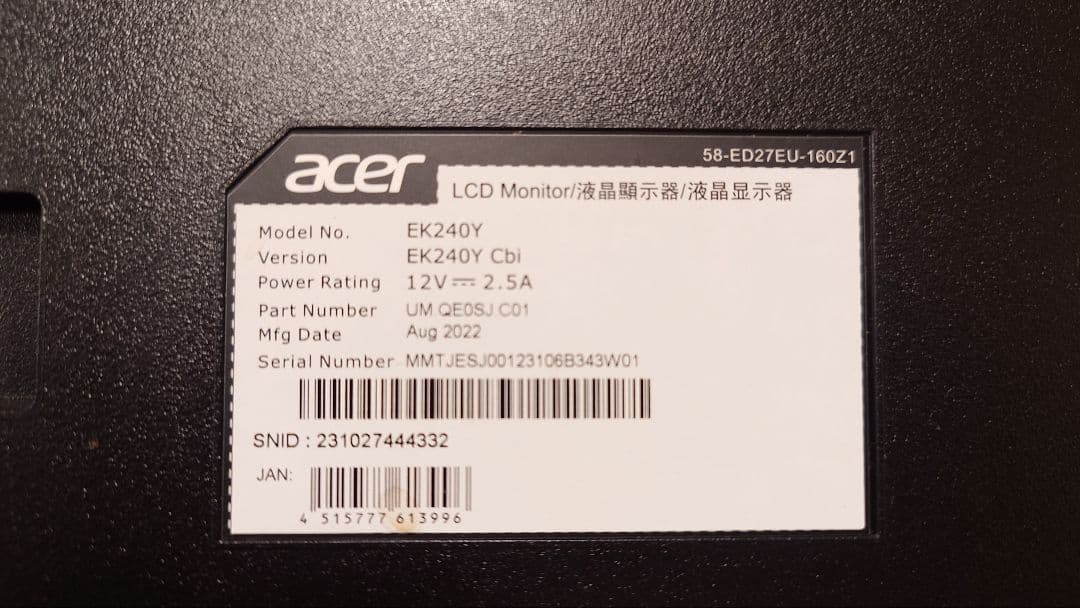 acer
58-ED27EU-160Z1
LCD Monitor/液晶顯示器/液晶显示器
Model No. EK240Y
Version EK240Y Cbi
Power Rating 12V⎓ 2.5A
Part Number UM QE0SJ C01
Mfg Date Aug 2022
Serial Number MMTJESJ00123106B343W01
SNID : 231027444332
JAN:
4 515777 613996